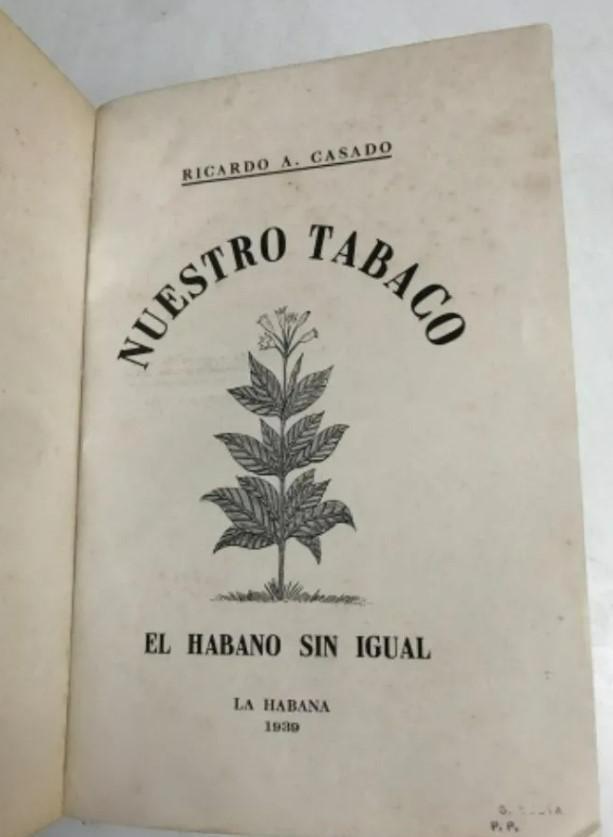 RICARDO A. CASADO
NUESTRO TABACO
EL HABANO SIN IGUAL
LA HABANA
1939
P.P.